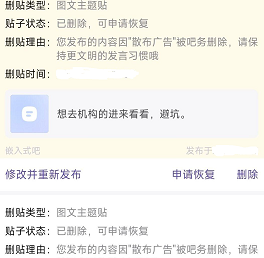 删贴类型：图文主题贴
贴子状态：已删除，可申请恢复
删贴理由：您发布的内容因"散布广告"被吧务删除，请保
持更文明的发言习惯哦
删贴时间：
想去机构的进来看看，避坑。
嵌入式吧 发布于
修改并重新发布 申请恢复 删除
删贴类型：图文主题贴
贴子状态：已删除，可申请恢复
删贴理由：您发布的内容因"散布广告"被吧务删除，请保